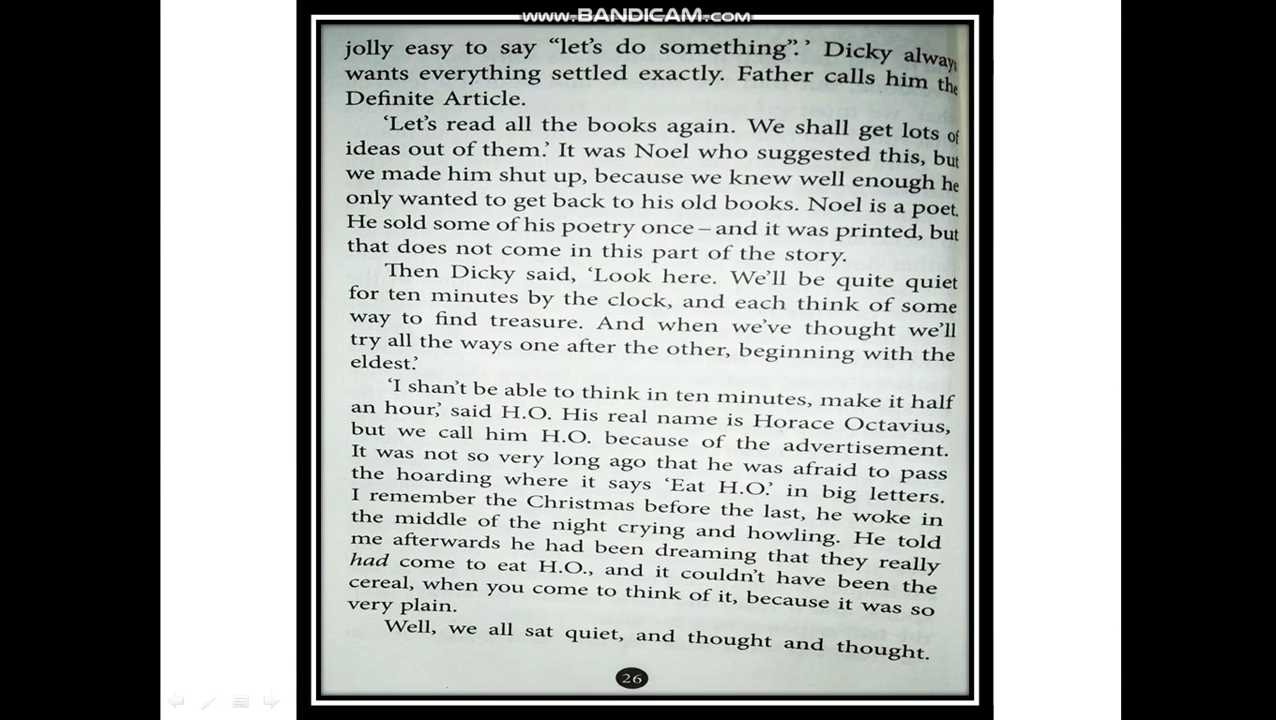 www.BANDICAM.com
jolly easy to say “let’s do something”.’ Dicky always
wants everything settled exactly. Father calls him the
Definite Article.
‘Let’s read all the books again. We shall get lots of
ideas out of them.’ It was Noel who suggested this, but
we made him shut up, because we knew well enough he
only wanted to get back to his old books. Noel is a poet.
He sold some of his poetry once – and it was printed, but
that does not come in this part of the story.
Then Dicky said, ‘Look here. We’ll be quite quiet
for ten minutes by the clock, and each think of some
way to find treasure. And when we’ve thought we’ll
try all the ways one after the other, beginning with the
eldest.’
‘I shan’t be able to think in ten minutes, make it half
an hour,’ said H.O. His real name is Horace Octavius,
but we call him H.O. because of the advertisement.
It was not so very long ago that he was afraid to pass
the hoarding where it says ‘Eat H.O.’ in big letters.
I remember the Christmas before the last, he woke in
the middle of the night crying and howling. He told
me afterwards he had been dreaming that they really
had come to eat H.O., and it couldn’t have been the
cereal, when you come to think of it, because it was so
very plain.
Well, we all sat quiet, and thought and thought.
26